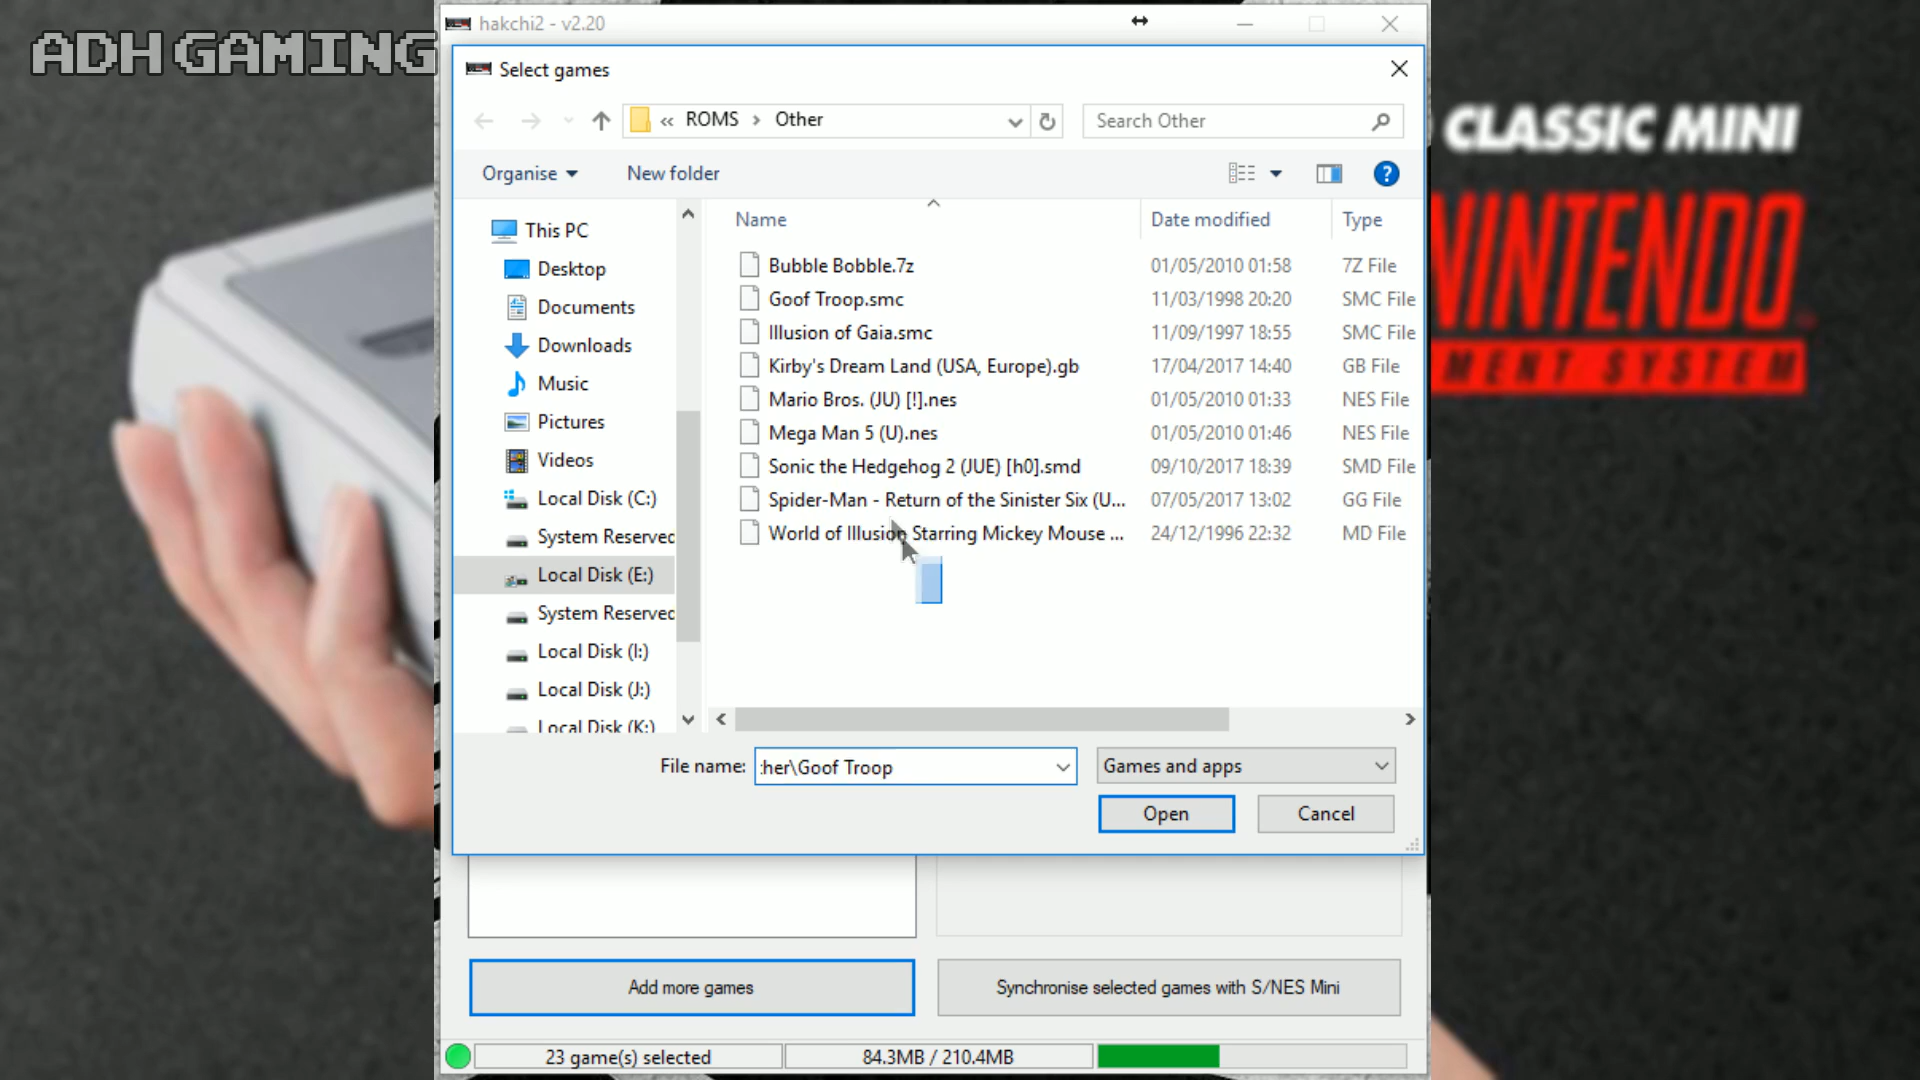 ADH GAMING
hakchi2 - v2.20
Select games
« ROMS > Other
Search Other
Organise
New folder
?
This PC
Desktop
Documents
Downloads
Music
Pictures
Videos
Local Disk (C:)
System Reserved
Local Disk (E:)
System Reserved
Local Disk (I:)
Local Disk (J:)
Local Disk (K:)
Name Date modified Type
Bubble Bobble.7z 01/05/2010 01:58 7Z File
Goof Troop.smc 11/03/1998 20:20 SMC File
Illusion of Gaia.smc 11/09/1997 18:55 SMC File
Kirby's Dream Land (USA, Europe).gb 17/04/2017 14:40 GB File
Mario Bros. (JU) [!].nes 01/05/2010 01:33 NES File
Mega Man 5 (U).nes 01/05/2010 01:46 NES File
Sonic the Hedgehog 2 (JUE) [h0].smd 09/10/2017 18:39 SMD File
Spider-Man - Return of the Sinister Six (U... 07/05/2017 13:02 GG File
World of Illusion Starring Mickey Mouse ... 24/12/1996 22:32 MD File
File name: :her\Goof Troop
Games and apps
Open
Cancel
Add more games
Synchronise selected games with S/NES Mini
23 game(s) selected
84.3MB / 210.4MB
CLASSIC MINI
NINTENDO
MENT SYSTEM